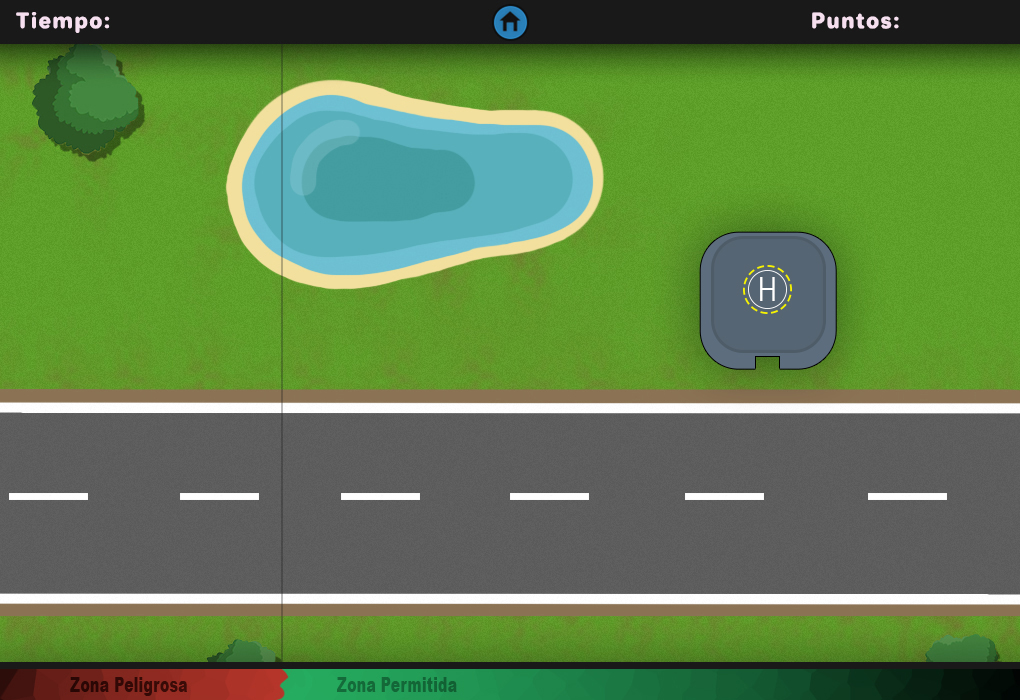 Tiempo:
Puntos:
H
Zona Peligrosa
Zona Permitida